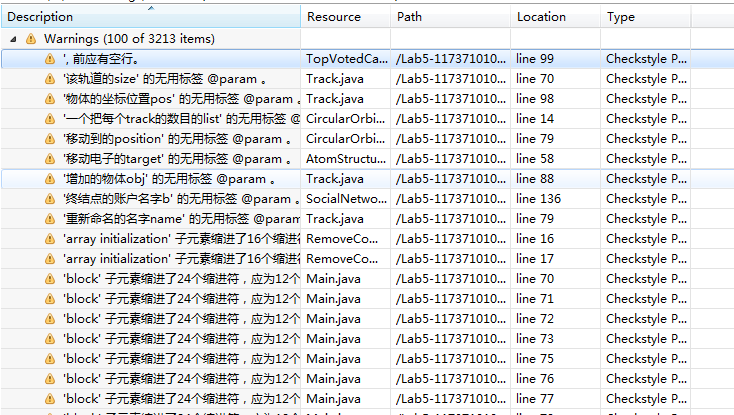 Description Resource Path Location Type
Warnings (100 of 3213 items)
', 前应有空行。 TopVotedCa... /Lab5-117371010... line 99 Checkstyle P...
'该轨道的size' 的无用标签 @param 。 Track.java /Lab5-117371010... line 70 Checkstyle P...
'物体的坐标位置pos' 的无用标签 @param 。 Track.java /Lab5-117371010... line 98 Checkstyle P...
'一个把每个track的数目的list' 的无用标签 @ CircularOrbi... /Lab5-117371010... line 14 Checkstyle P...
'移动到的position' 的无用标签 @param 。 CircularOrbi... /Lab5-117371010... line 79 Checkstyle P...
'移动电子的target' 的无用标签 @param 。 AtomStructu... /Lab5-117371010... line 58 Checkstyle P...
'增加的物体obj' 的无用标签 @param 。 Track.java /Lab5-117371010... line 88 Checkstyle P...
'终结点的账户名字b' 的无用标签 @param 。 SocialNetwo... /Lab5-117371010... line 136 Checkstyle P...
'重新命名的名字name' 的无用标签 @param 。 Track.java /Lab5-117371010... line 79 Checkstyle P...
'array initialization' 子元素缩进了16个缩进符 RemoveCo... /Lab5-117371010... line 16 Checkstyle P...
'array initialization' 子元素缩进了16个缩进符 RemoveCo... /Lab5-117371010... line 17 Checkstyle P...
'block' 子元素缩进了24个缩进符，应为12个 Main.java /Lab5-117371010... line 70 Checkstyle P...
'block' 子元素缩进了24个缩进符，应为12个 Main.java /Lab5-117371010... line 71 Checkstyle P...
'block' 子元素缩进了24个缩进符，应为12个 Main.java /Lab5-117371010... line 72 Checkstyle P...
'block' 子元素缩进了24个缩进符，应为12个 Main.java /Lab5-117371010... line 73 Checkstyle P...
'block' 子元素缩进了24个缩进符，应为12个 Main.java /Lab5-117371010... line 75 Checkstyle P...
'block' 子元素缩进了24个缩进符，应为12个 Main.java /Lab5-117371010... line 76 Checkstyle P...
'block' 子元素缩进了24个缩进符，应为12个 Main.java /Lab5-117371010... line 77 Checkstyle P...